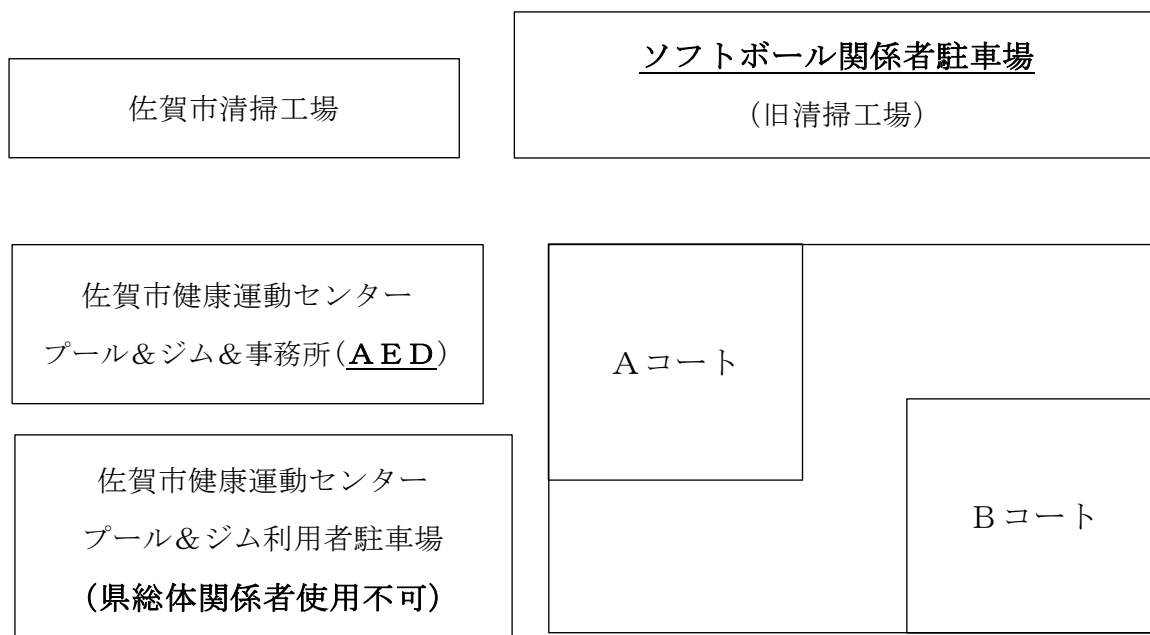 ソフトボール関係者駐車場
(旧清掃工場)
佐賀市清掃工場
佐賀市健康運動センター
プール&ジム&事務所(AED)
Aコート
佐賀市健康運動センター
プール&ジム利用者駐車場
(県総体関係者使用不可)
Bコート